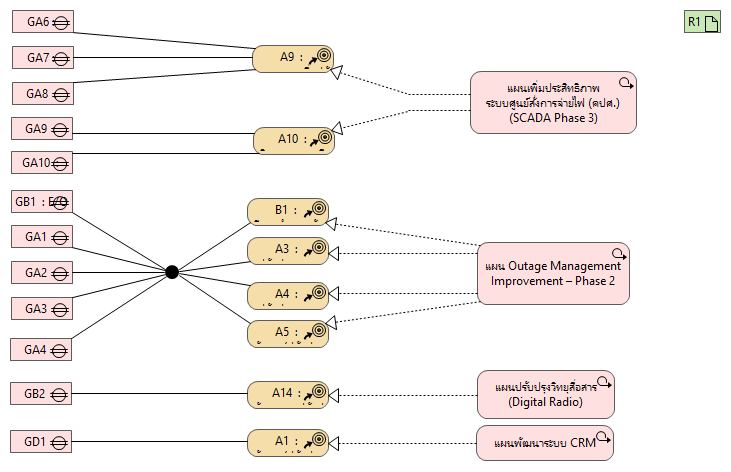 GA6
GA7
GA8
GA9
GA10
GB1 :
GA1
GA2
GA3
GA4
GB2
GD1
A9 :
A10 :
B1 :
A3 :
A4 :
A5 :
A14 :
A1 :
แผนเพิ่มประสิทธิภาพ
ระบบศูนย์สั่งการจ่ายไฟ (คปศ.)
(SCADA Phase 3)
แผน Outage Management
Improvement – Phase 2
แผนปรับปรุงวิทยุสื่อสาร
(Digital Radio)
แผนพัฒนาระบบ CRM
R1